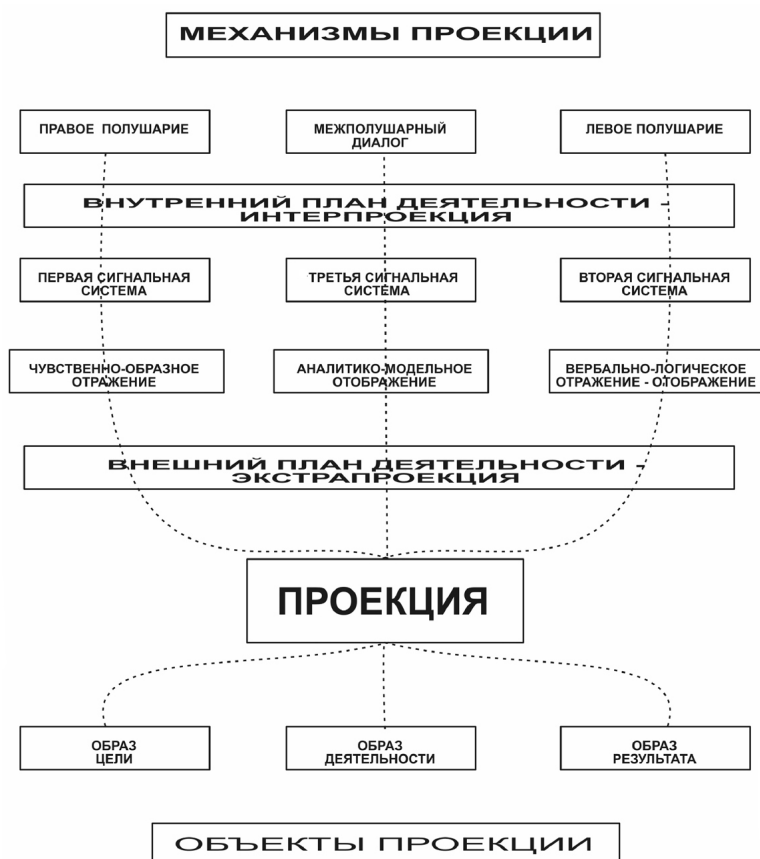 МЕХАНИЗМЫ ПРОЕКЦИИ
ПРАВОЕ ПОЛУШАРИЕ
МЕЖПОЛУШАРНЫЙ
ДИАЛОГ
ЛЕВОЕ ПОЛУШАРИЕ
ВНУТРЕННИЙ ПЛАН ДЕЯТЕЛЬНОСТИ -
ИНТЕРПРОЕКЦИЯ
ПЕРВАЯ СИГНАЛЬНАЯ
СИСТЕМА
ТРЕТЬЯ СИГНАЛЬНАЯ
СИСТЕМА
ВТОРАЯ СИГНАЛЬНАЯ
СИСТЕМА
ЧУВСТВЕННО-ОБРАЗНОЕ
ОТРАЖЕНИЕ
АНАЛИТИКО-МОДЕЛЬНОЕ
ОТОБРАЖЕНИЕ
ВЕРБАЛЬНО-ЛОГИЧЕСКОЕ
ОТРАЖЕНИЕ - ОТОБРАЖЕНИЕ
ВНЕШНИЙ ПЛАН ДЕЯТЕЛЬНОСТИ -
ЭКСТРАПРОЕКЦИЯ
ПРОЕКЦИЯ
ОБРАЗ
ЦЕЛИ
ОБРАЗ
ДЕЯТЕЛЬНОСТИ
ОБРАЗ
РЕЗУЛЬТАТА
ОБЪЕКТЫ ПРОЕКЦИИ